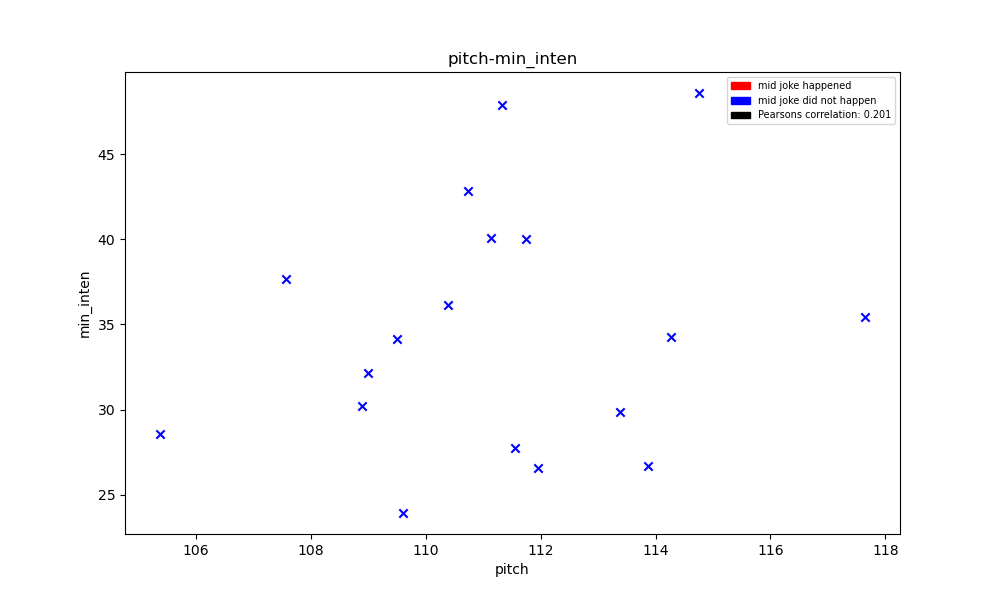 pitch-min_inten
mid joke happened
mid joke did not happen
Pearsons correlation: 0.201
45
40
35
30
25
min_inten
106 108 110 112 114 116 118
pitch